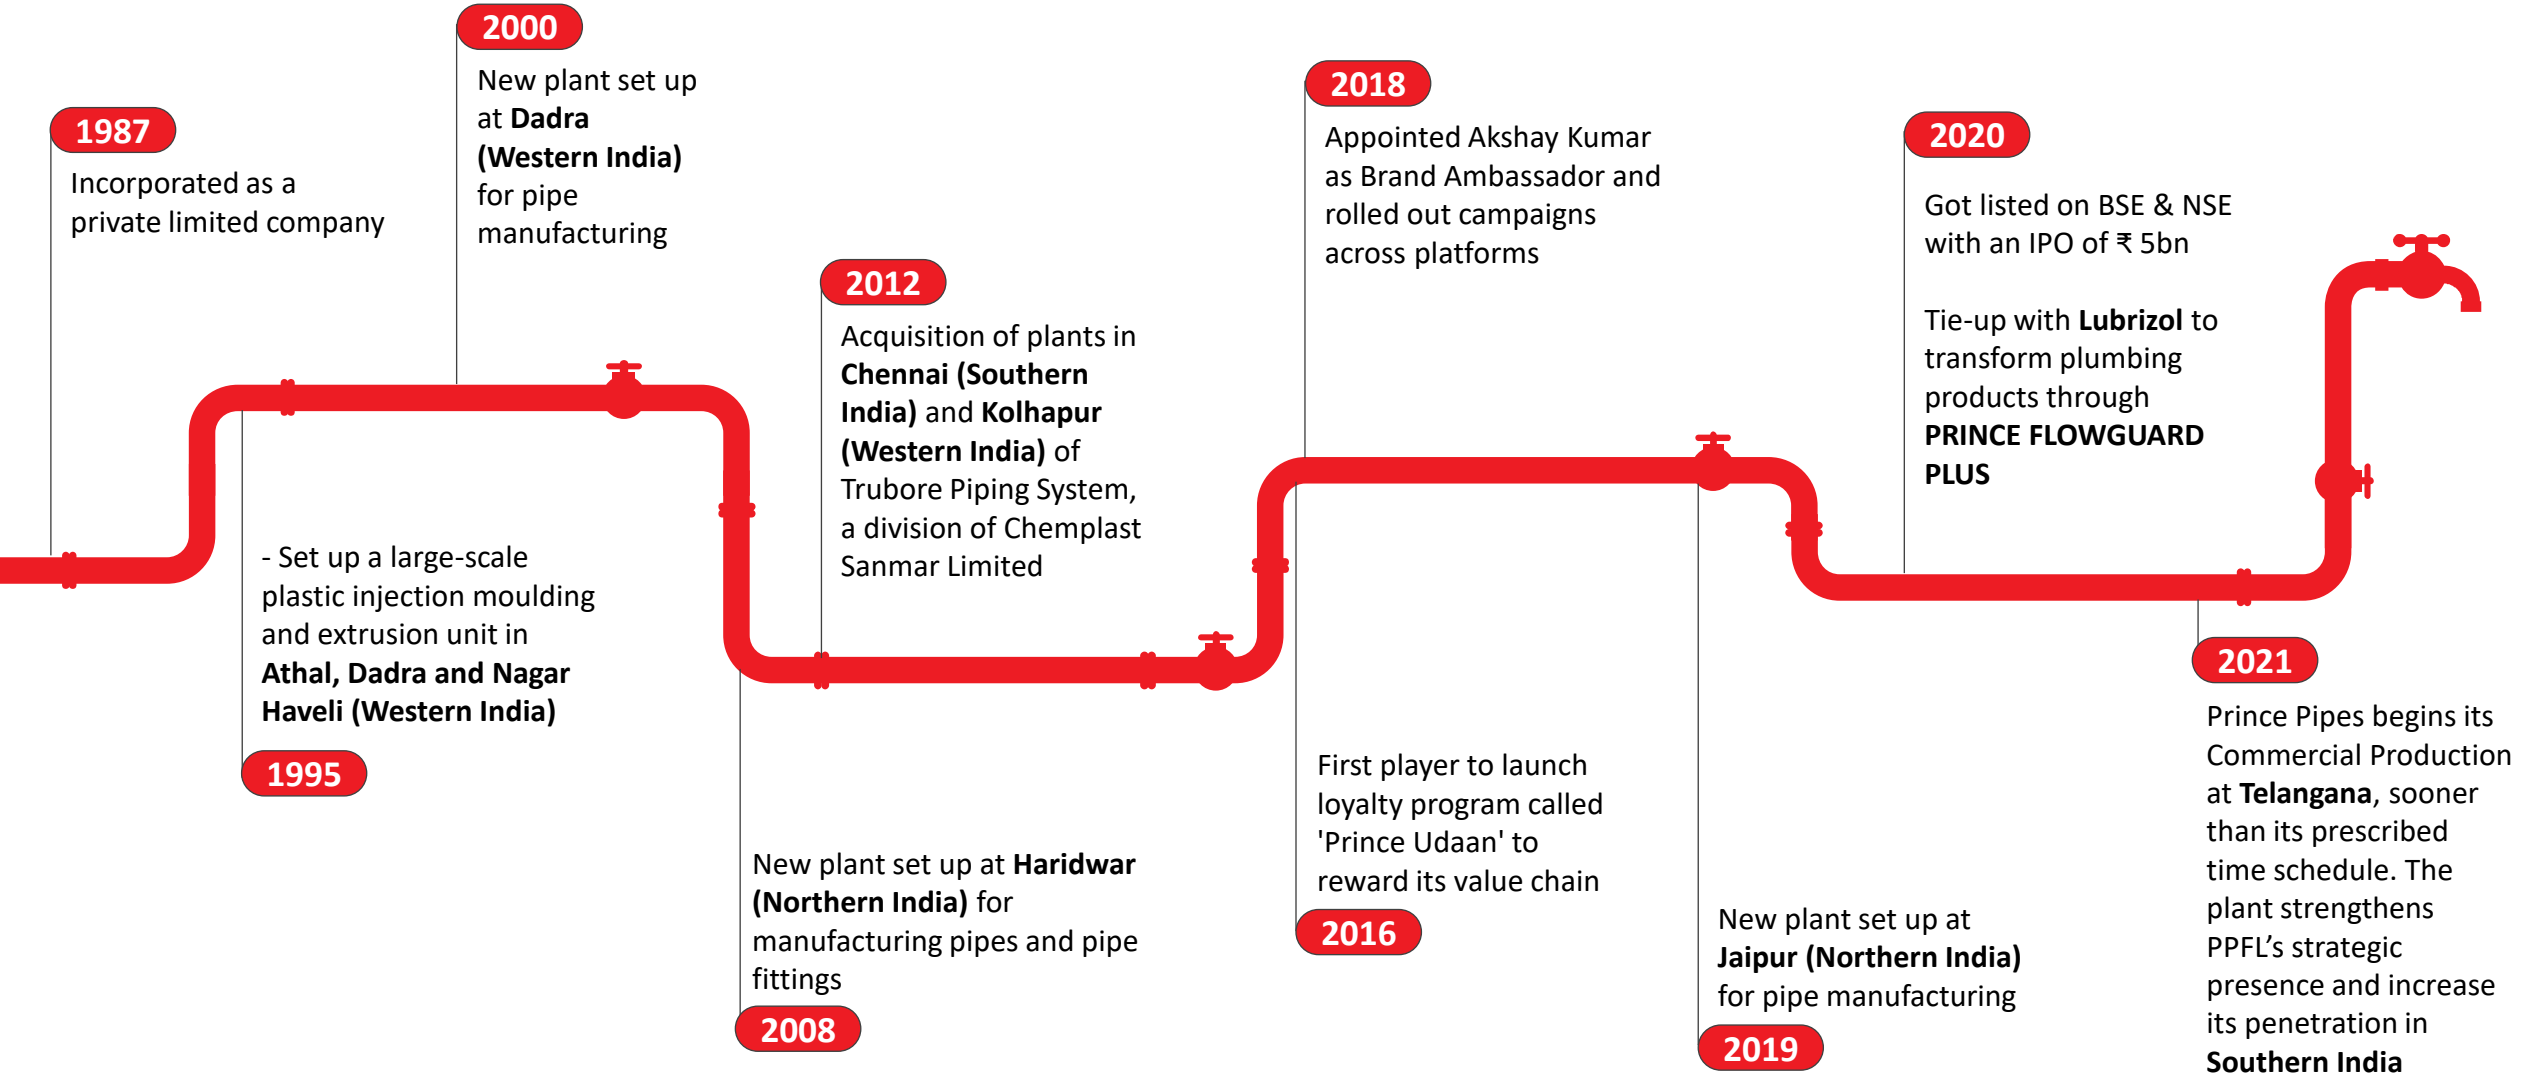 1987
Incorporated as a
private limited company
- Set up a large-scale
plastic injection moulding
and extrusion unit in
Athal, Dadra and Nagar
Haveli (Western India)
1995
2000
New plant set up
at Dadra
(Western India)
for pipe
manufacturing
New plant set up at Haridwar
(Northern India) for
manufacturing pipes and pipe
fittings
2008
2012
Acquisition of plants in
Chennai (Southern
India) and Kolhapur
(Western India) of
Trubore Piping System,
a division of Chemplast
Sanmar Limited
First player to launch
loyalty program called
'Prince Udaan' to
reward its value chain
2016
2018
Appointed Akshay Kumar
as Brand Ambassador and
rolled out campaigns
across platforms
New plant set up at
Jaipur (Northern India)
for pipe manufacturing
2019
2020
Got listed on BSE & NSE
with an IPO of ₹ 5bn
Tie-up with Lubrizol to
transform plumbing
products through
PRINCE FLOWGUARD
PLUS
2021
Prince Pipes begins its
Commercial Production
at Telangana, sooner
than its prescribed
time schedule. The
plant strengthens
PPFL’s strategic
presence and increase
its penetration in
Southern India